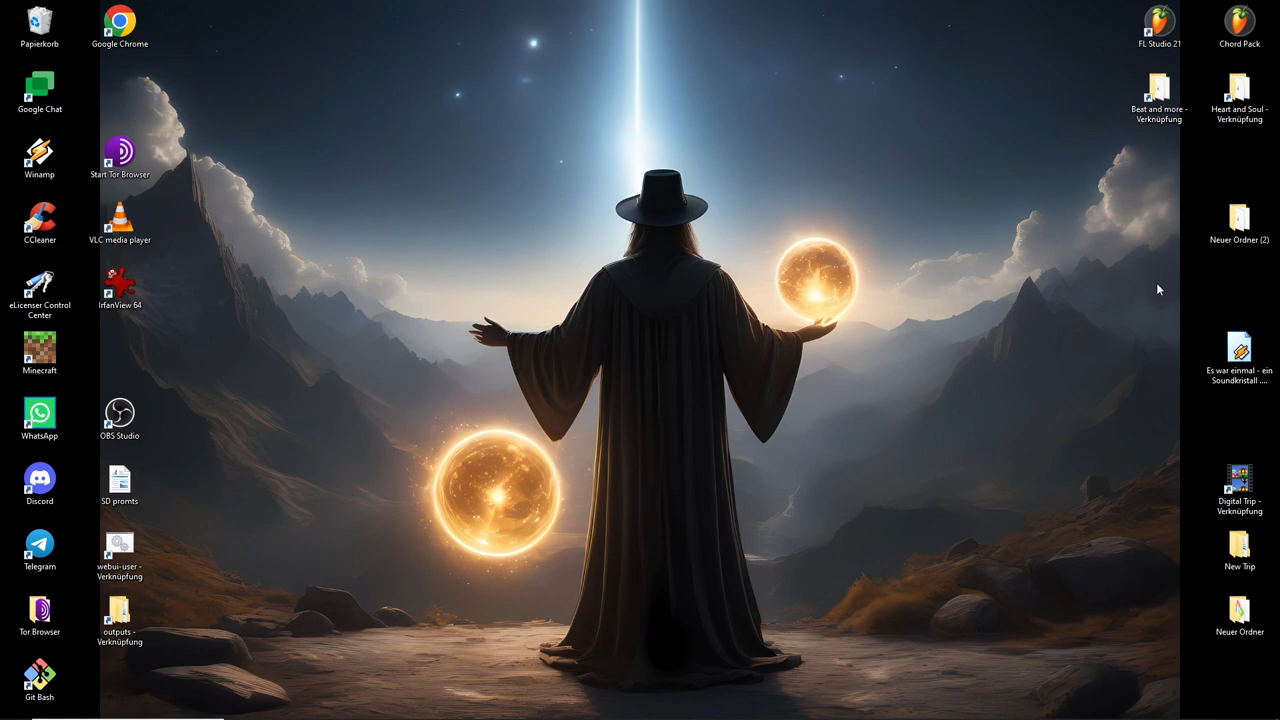 Papierkorb
Google Chrome
Google Chat
Winamp
Start Tor Browser
CCleaner
VLC media player
eLicenser Control
Center
IrfanView 64
Minecraft
WhatsApp
OBS Studio
Discord
SD promts
Telegram
webui-user -
Verknüpfung
Tor Browser
outputs -
Verknüpfung
Git Bash
FL Studio 21
Chord Pack
Beat and more -
Verknüpfung
Heart and Soul -
Verknüpfung
Neuer Ordner (2)
Es war einmal - ein
Soundkristall ....
Digital Trip -
Verknüpfung
New Trip
Neuer Ordner